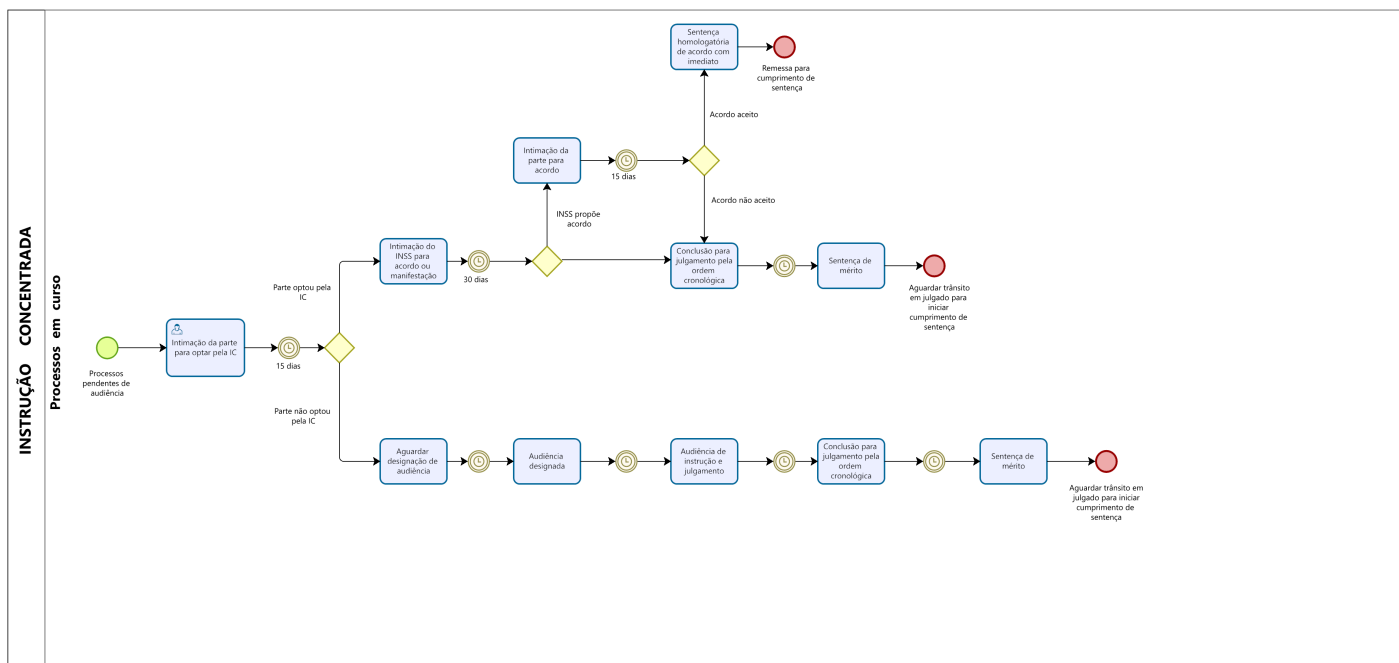 INSTRUÇÃO CONCENTRADA
Processos em curso
Sentença
homologatória
de acordo com
imediato
Remessa para
cumprimento de
sentença
Acordo aceito
Intimação da
parte para
acordo
15 dias
Acordo não aceito
INSS propõe
acordo
Intimação do
INSS para
acordo ou
manifestação
30 dias
Conclusão para
julgamento pela
ordem
cronológica
Sentença de
mérito
Aguardar trânsito
em julgado para
iniciar
cumprimento de
sentença
Parte optou pela
IC
Intimação da parte
para optar pela IC
15 dias
Processos
pendentes de
audiência
Parte não optou
pela IC
Aguardar
designação de
audiência
Audiência
designada
Audiência de
instrução e
julgamento
Conclusão para
julgamento pela
ordem
cronológica
Sentença de
mérito
Aguardar trânsito em
julgado para iniciar
cumprimento de
sentença